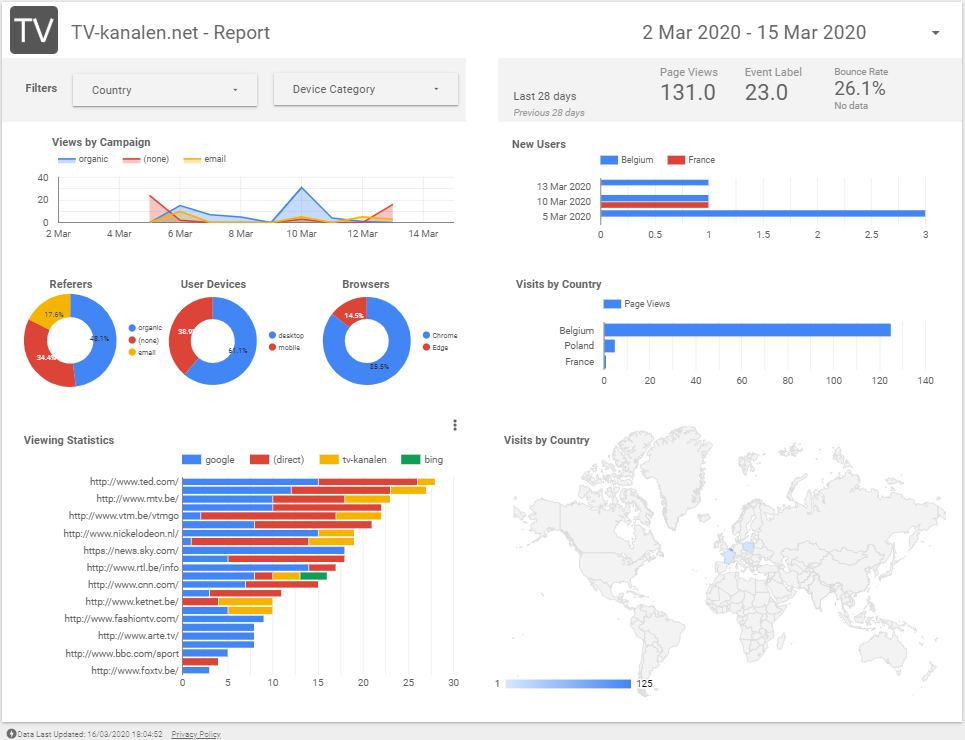 TV TV-kanalen.net - Report
2 Mar 2020 - 15 Mar 2020
Filters
Country
Device Category
Last 28 days
Previous 28 days
Page Views
131.0
Event Label
23.0
Bounce Rate
26.1%
No data
Views by Campaign
organic (none) email
40
20
0
2 Mar 4 Mar 6 Mar 8 Mar 10 Mar 12 Mar 14 Mar
New Users
Belgium France
13 Mar 2020
10 Mar 2020
5 Mar 2020
0 0.5 1 1.5 2 2.5 3
Referers
17.6%
48.1%
34.4%
organic
(none)
email
User Devices
38.9%
61.1%
desktop
mobile
Browsers
14.5%
85.5%
Chrome
Edge
Visits by Country
Page Views
Belgium
Poland
France
0 20 40 60 80 100 120 140
Viewing Statistics
google (direct) tv-kanalen bing
http://www.ted.com/
http://www.mtv.be/
http://www.vtm.be/vtmgo
http://www.nickelodeon.nl/
https://news.sky.com/
http://www.rtl.be/info
http://www.cnn.com/
http://www.ketnet.be/
http://www.fashiontv.com/
http://www.arte.tv/
http://www.bbc.com/sport
http://www.foxtv.be/
0 5 10 15 20 25 30
Visits by Country
1 125
Data Last Updated: 16/03/2020 18:04:52 Privacy Policy